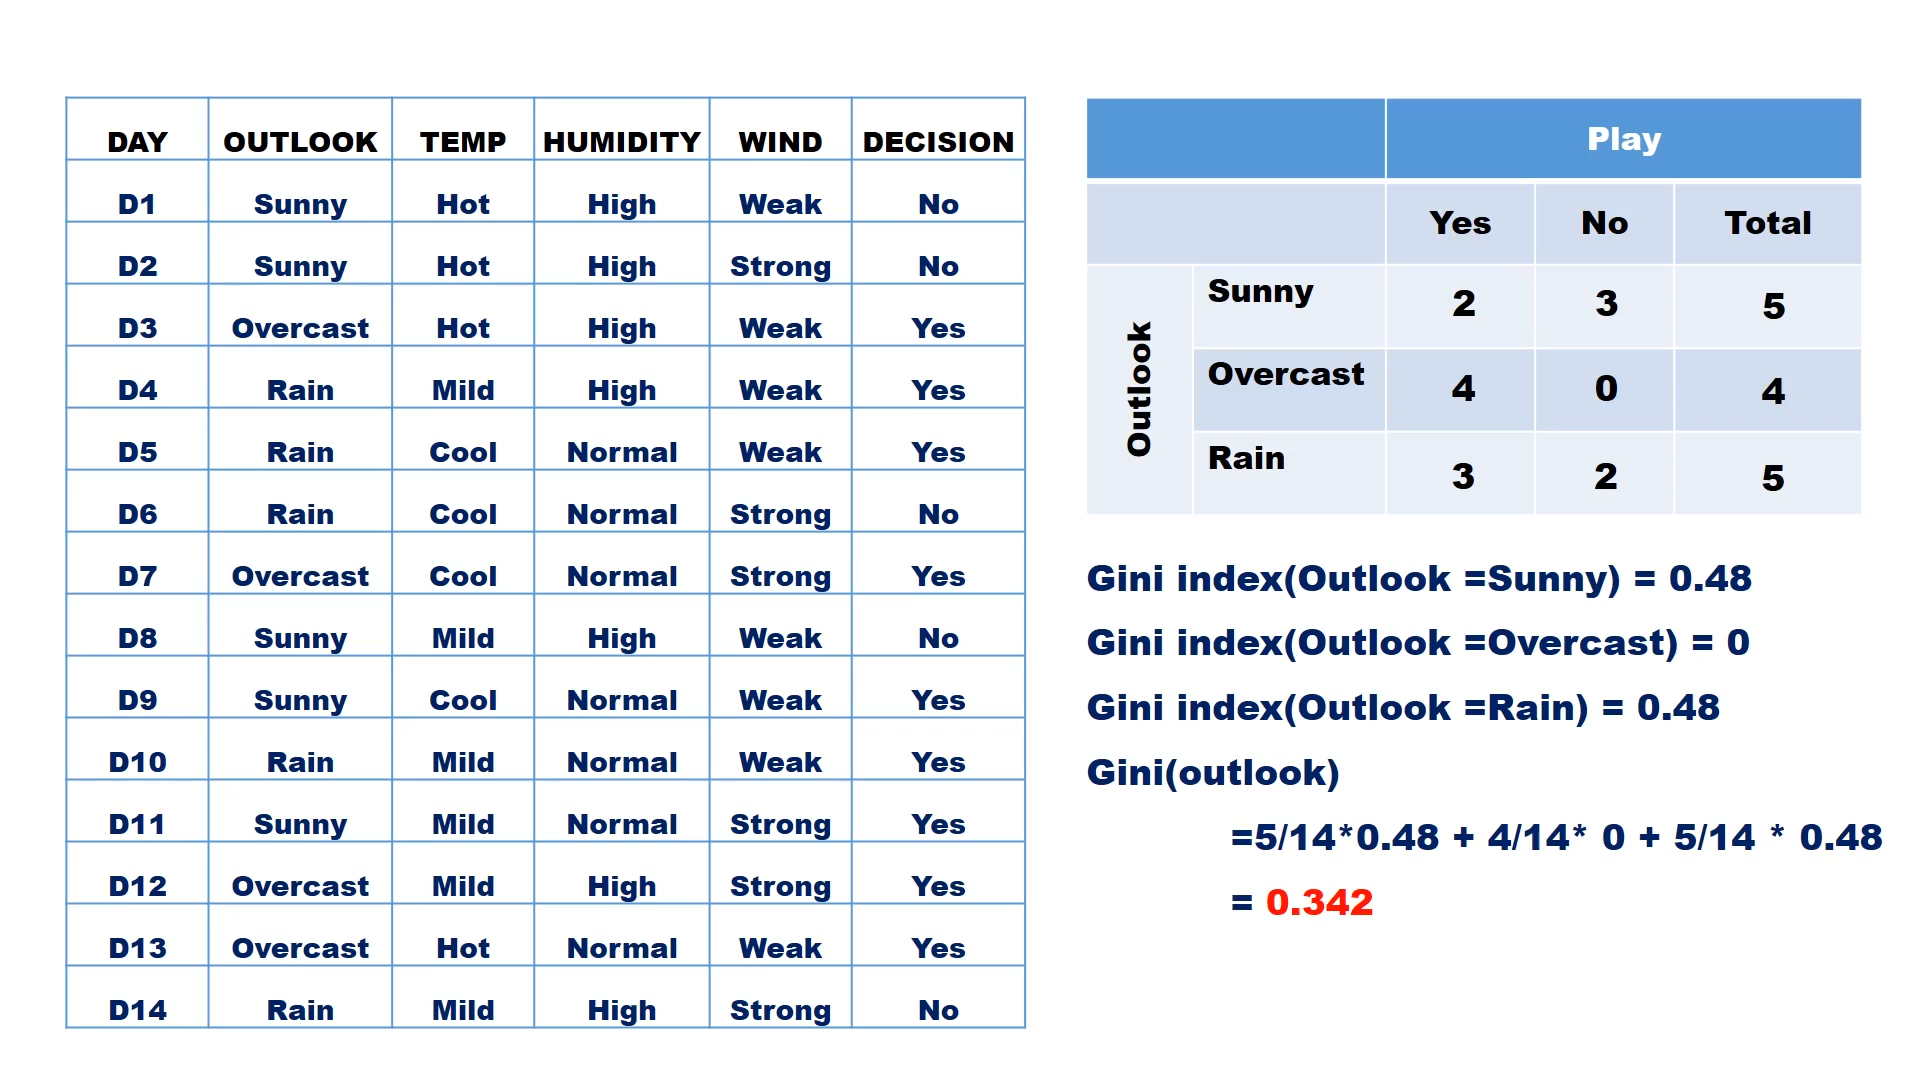 DAY OUTLOOK TEMP HUMIDITY WIND DECISION
D1 Sunny Hot High Weak No
D2 Sunny Hot High Strong No
D3 Overcast Hot High Weak Yes
D4 Rain Mild High Weak Yes
D5 Rain Cool Normal Weak Yes
D6 Rain Cool Normal Strong No
D7 Overcast Cool Normal Strong Yes
D8 Sunny Mild High Weak No
D9 Sunny Cool Normal Weak Yes
D10 Rain Mild Normal Weak Yes
D11 Sunny Mild Normal Strong Yes
D12 Overcast Mild High Strong Yes
D13 Overcast Hot Normal Weak Yes
D14 Rain Mild High Strong No
Play
Yes No Total
Outlook
Sunny 2 3 5
Overcast 4 0 4
Rain 3 2 5
Gini index(Outlook =Sunny) = 0.48
Gini index(Outlook =Overcast) = 0
Gini index(Outlook =Rain) = 0.48
Gini(outlook)
=5/14*0.48 + 4/14* 0 + 5/14 * 0.48
= 0.342